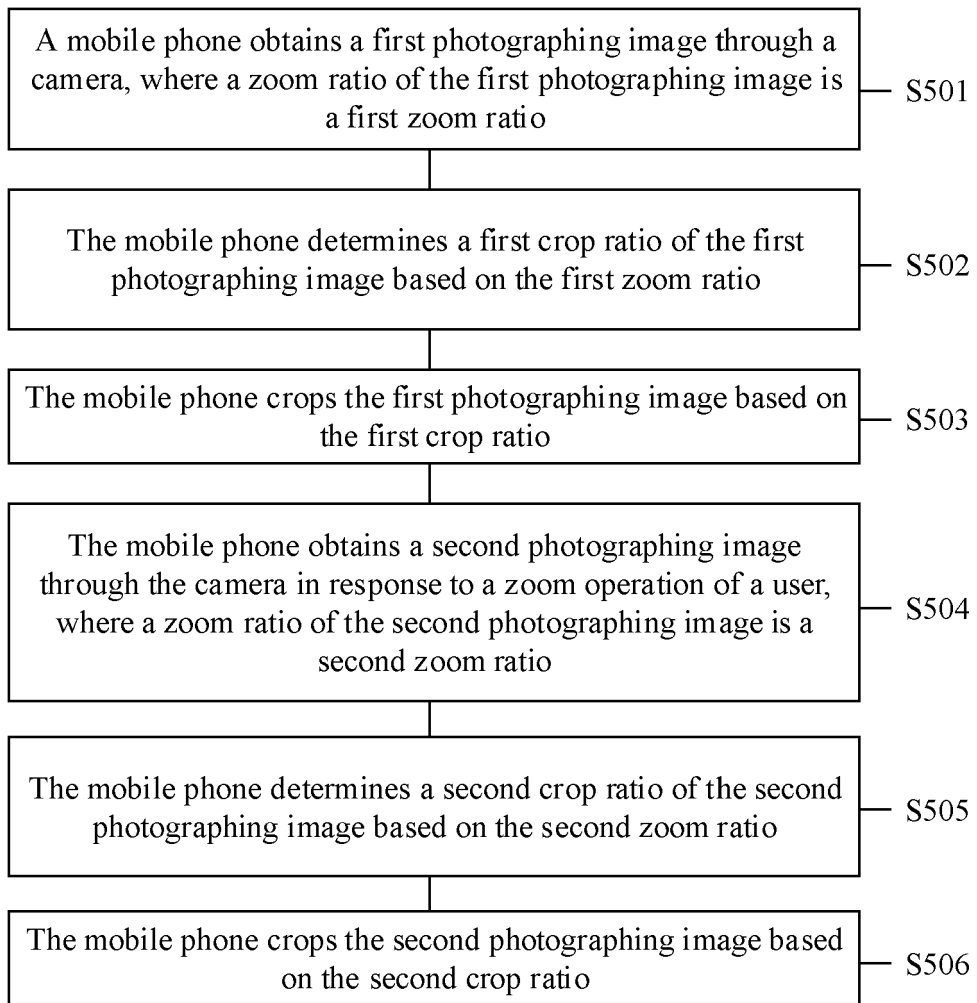 A mobile phone obtains a first photographing image through a
camera, where a zoom ratio of the first photographing image is
a first zoom ratio
S501
The mobile phone determines a first crop ratio of the first
photographing image based on the first zoom ratio
S502
The mobile phone crops the first photographing image based on
the first crop ratio
S503
The mobile phone obtains a second photographing image
through the camera in response to a zoom operation of a user,
where a zoom ratio of the second photographing image is a
second zoom ratio
S504
The mobile phone determines a second crop ratio of the second
photographing image based on the second zoom ratio
S505
The mobile phone crops the second photographing image based
on the second crop ratio
S506